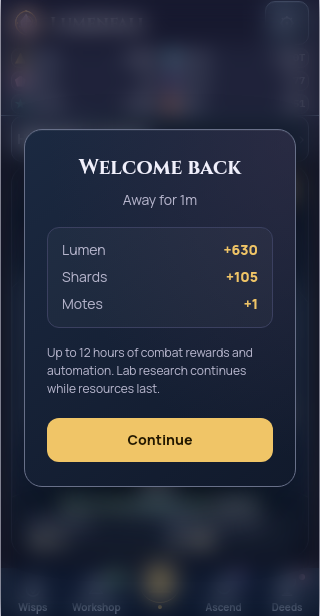 Welcome back
Away for 1m
Lumen +630
Shards +105
Motes +1
Up to 12 hours of combat rewards and
automation. Lab research continues
while resources last.
Continue
Wisps Workshop Ascend Deeds